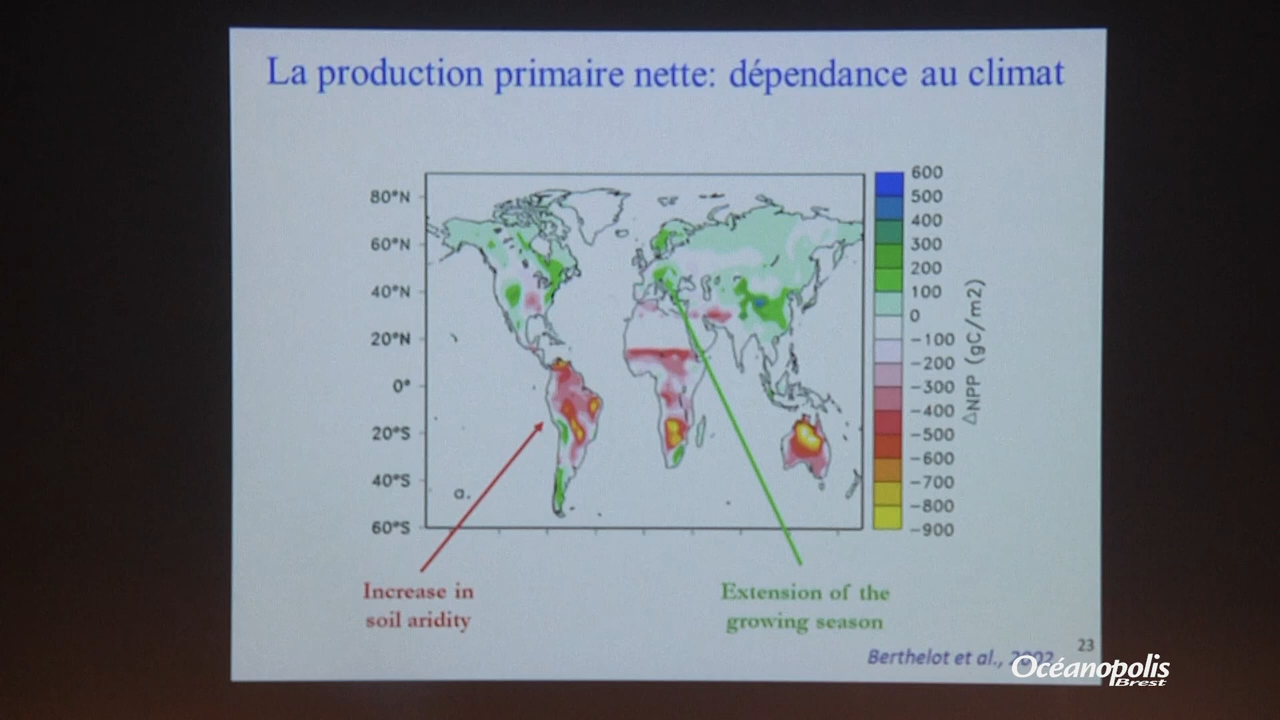 La production primaire nette: dépendance au climat
80°N
60°N
40°N
20°N
0°
20°S
40°S
60°S
a.
600
500
400
300
200
100
0
-100
-200
-300
-400
-500
-600
-700
-800
-900
ΔNPP (gC/m2)
Increase in
soil aridity
Extension of the
growing season
Berthelot et al., 2002
23
Océanopolis
Brest